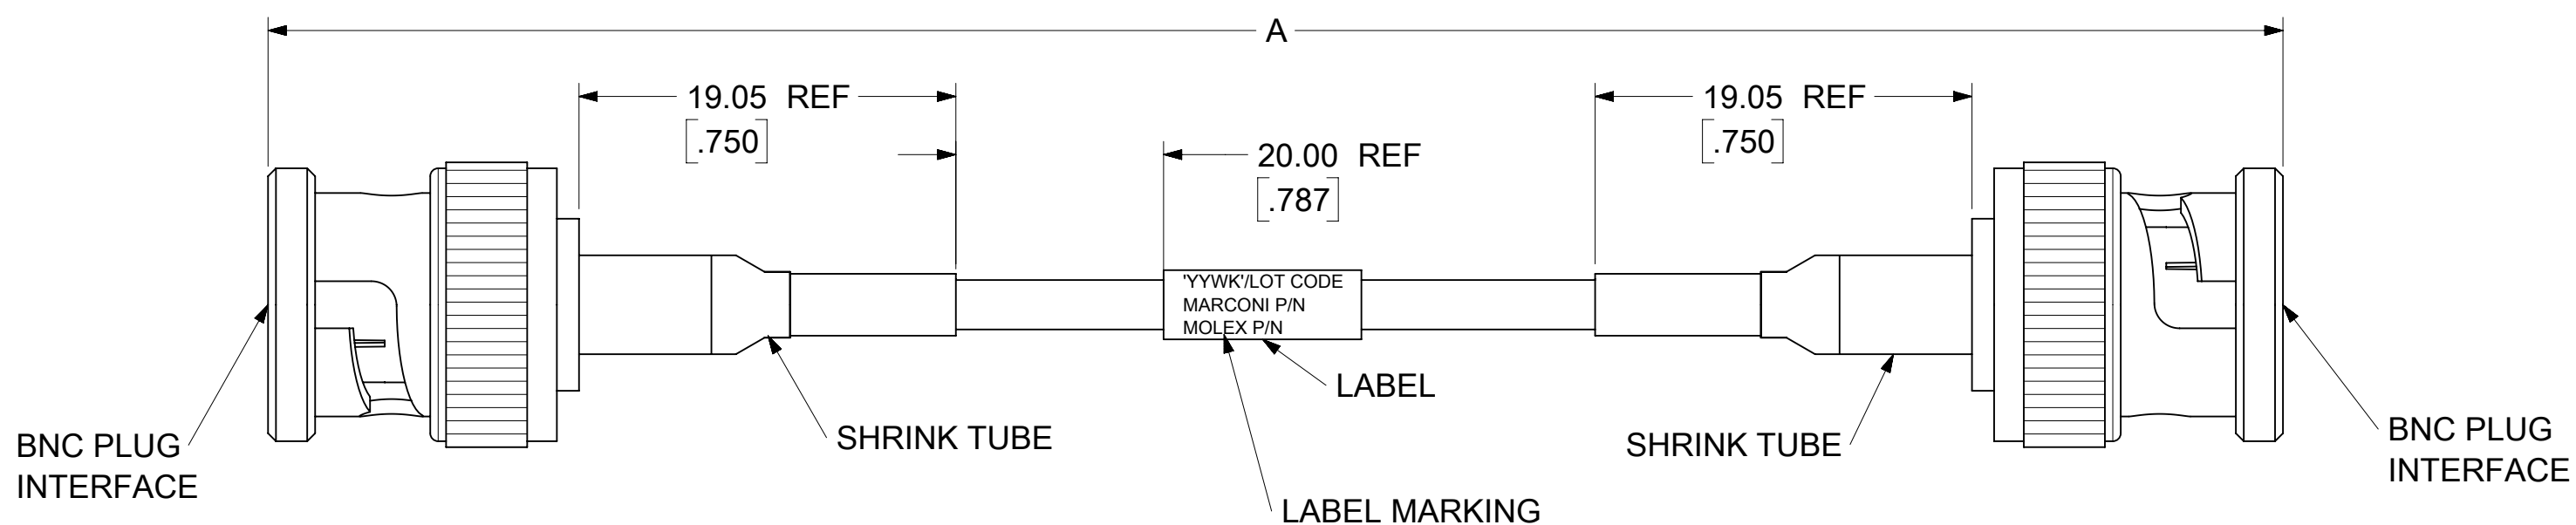 A
19.05 REF
[.750]
19.05 REF
[.750]
20.00 REF
[.787]
'YYWK'/LOT CODE
MARCONI P/N
MOLEX P/N
LABEL
SHRINK TUBE
SHRINK TUBE
BNC PLUG
INTERFACE
BNC PLUG
INTERFACE
LABEL MARKING